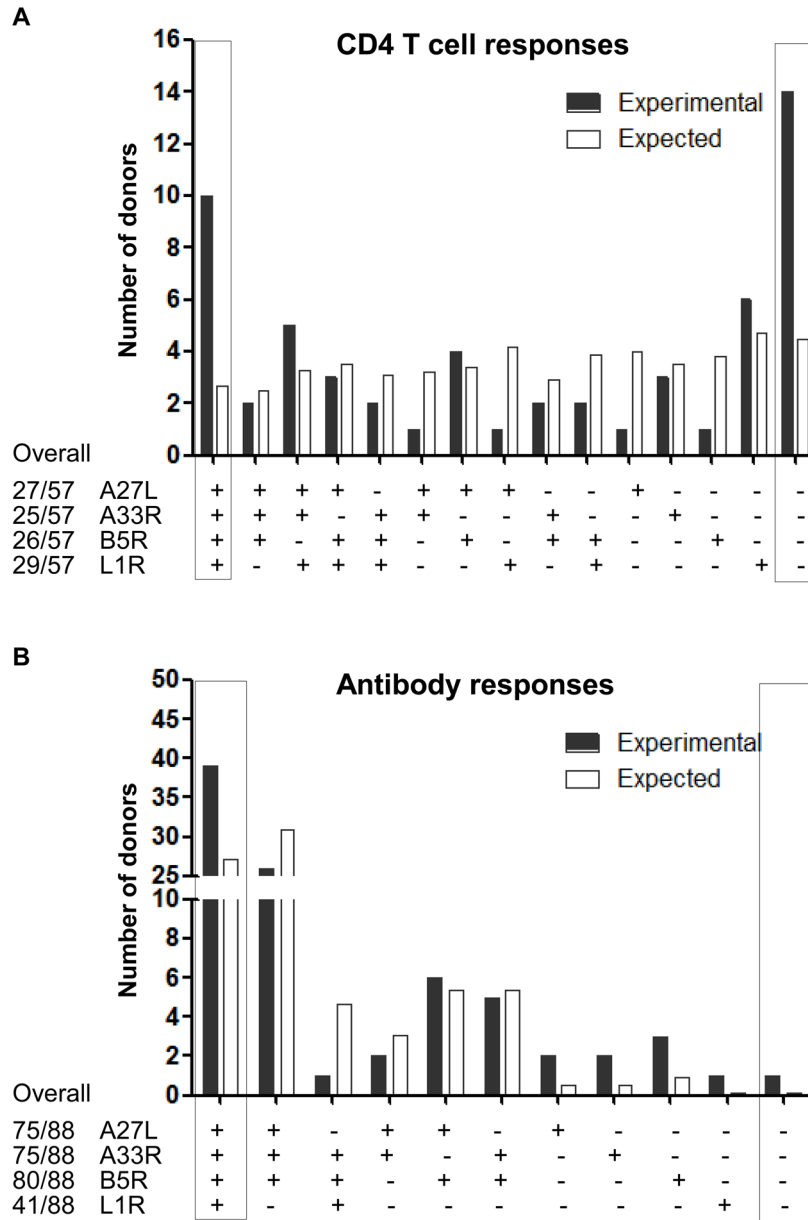 A
CD4 T cell responses
Experimental
Expected
Number of donors
16
14
12
10
8
6
4
2
0
Overall
27/57 A27L + + + + - + + + - - + - - - -
25/57 A33R + + + - + + - - + - - + - - -
26/57 B5R + + - + + - + - + + - - + - -
29/57 L1R + - + + + - - + - + - - - + -
B
Antibody responses
Experimental
Expected
Number of donors
50
45
40
35
30
25
10
8
6
4
2
0
Overall
75/88 A27L + + - + + - + - - - -
75/88 A33R + + + + - + - + - - -
80/88 B5R + + + - + + - - + - -
41/88 L1R + - + - - - - - - + -